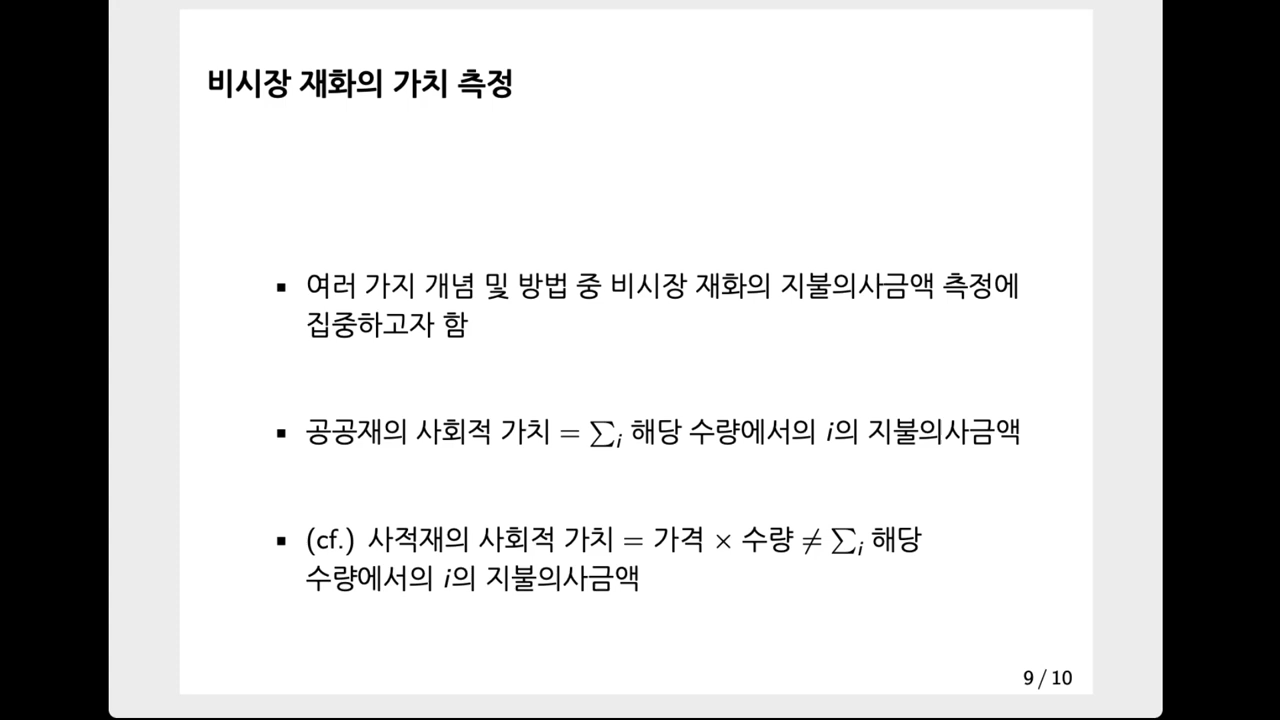 비시장 재화의 가치 측정
▪ 여러 가지 개념 및 방법 중 비시장 재화의 지불의사금액 측정에
집중하고자 함
▪ 공공재의 사회적 가치 = ∑i 해당 수량에서의 i의 지불의사금액
▪ (cf.) 사적재의 사회적 가치 = 가격 × 수량 ≠ ∑i 해당
수량에서의 i의 지불의사금액
9 / 10